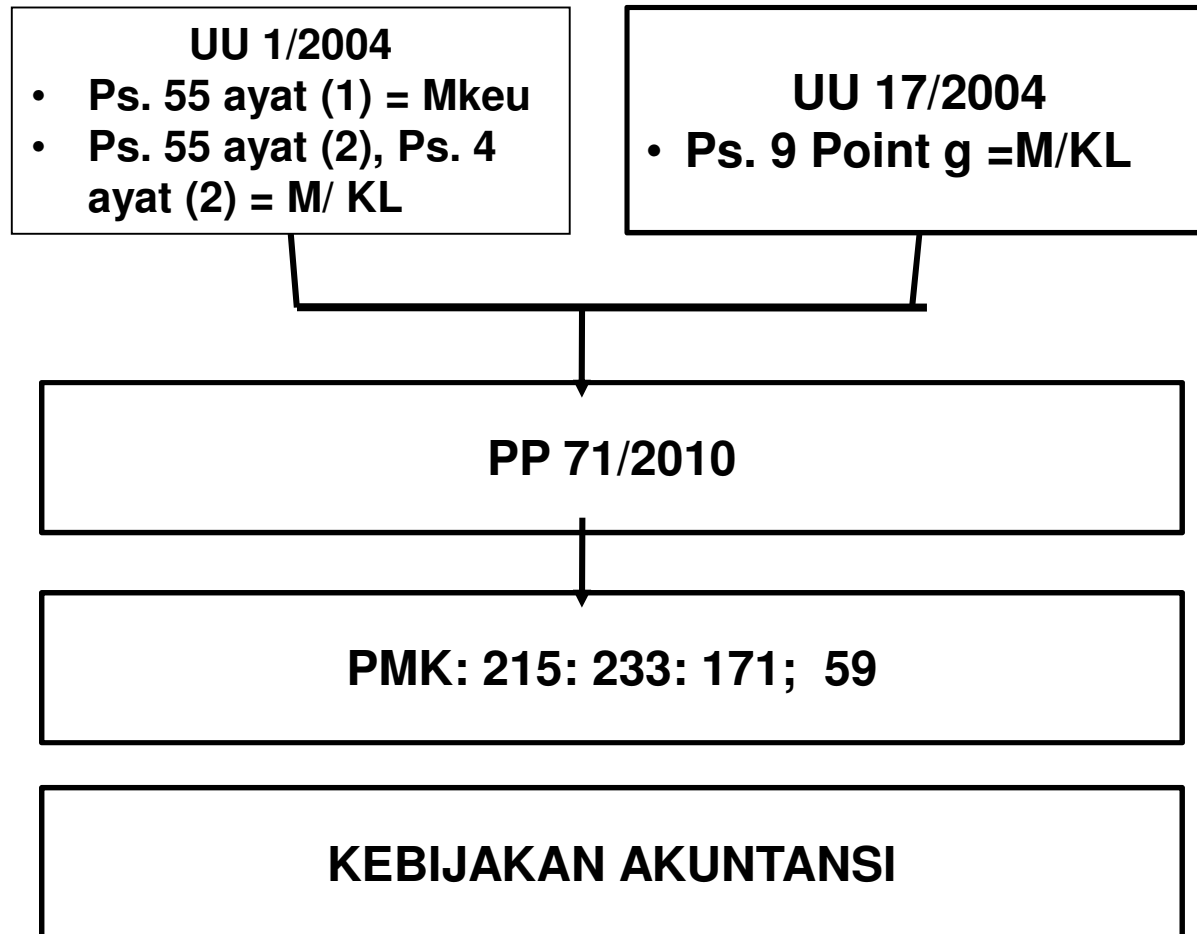 UU 1/2004
• Ps. 55 ayat (1) = Mkeu
• Ps. 55 ayat (2), Ps. 4
ayat (2) = M/ KL
UU 17/2004
• Ps. 9 Point g =M/KL
PP 71/2010
PMK: 215: 233: 171; 59
KEBIJAKAN AKUNTANSI